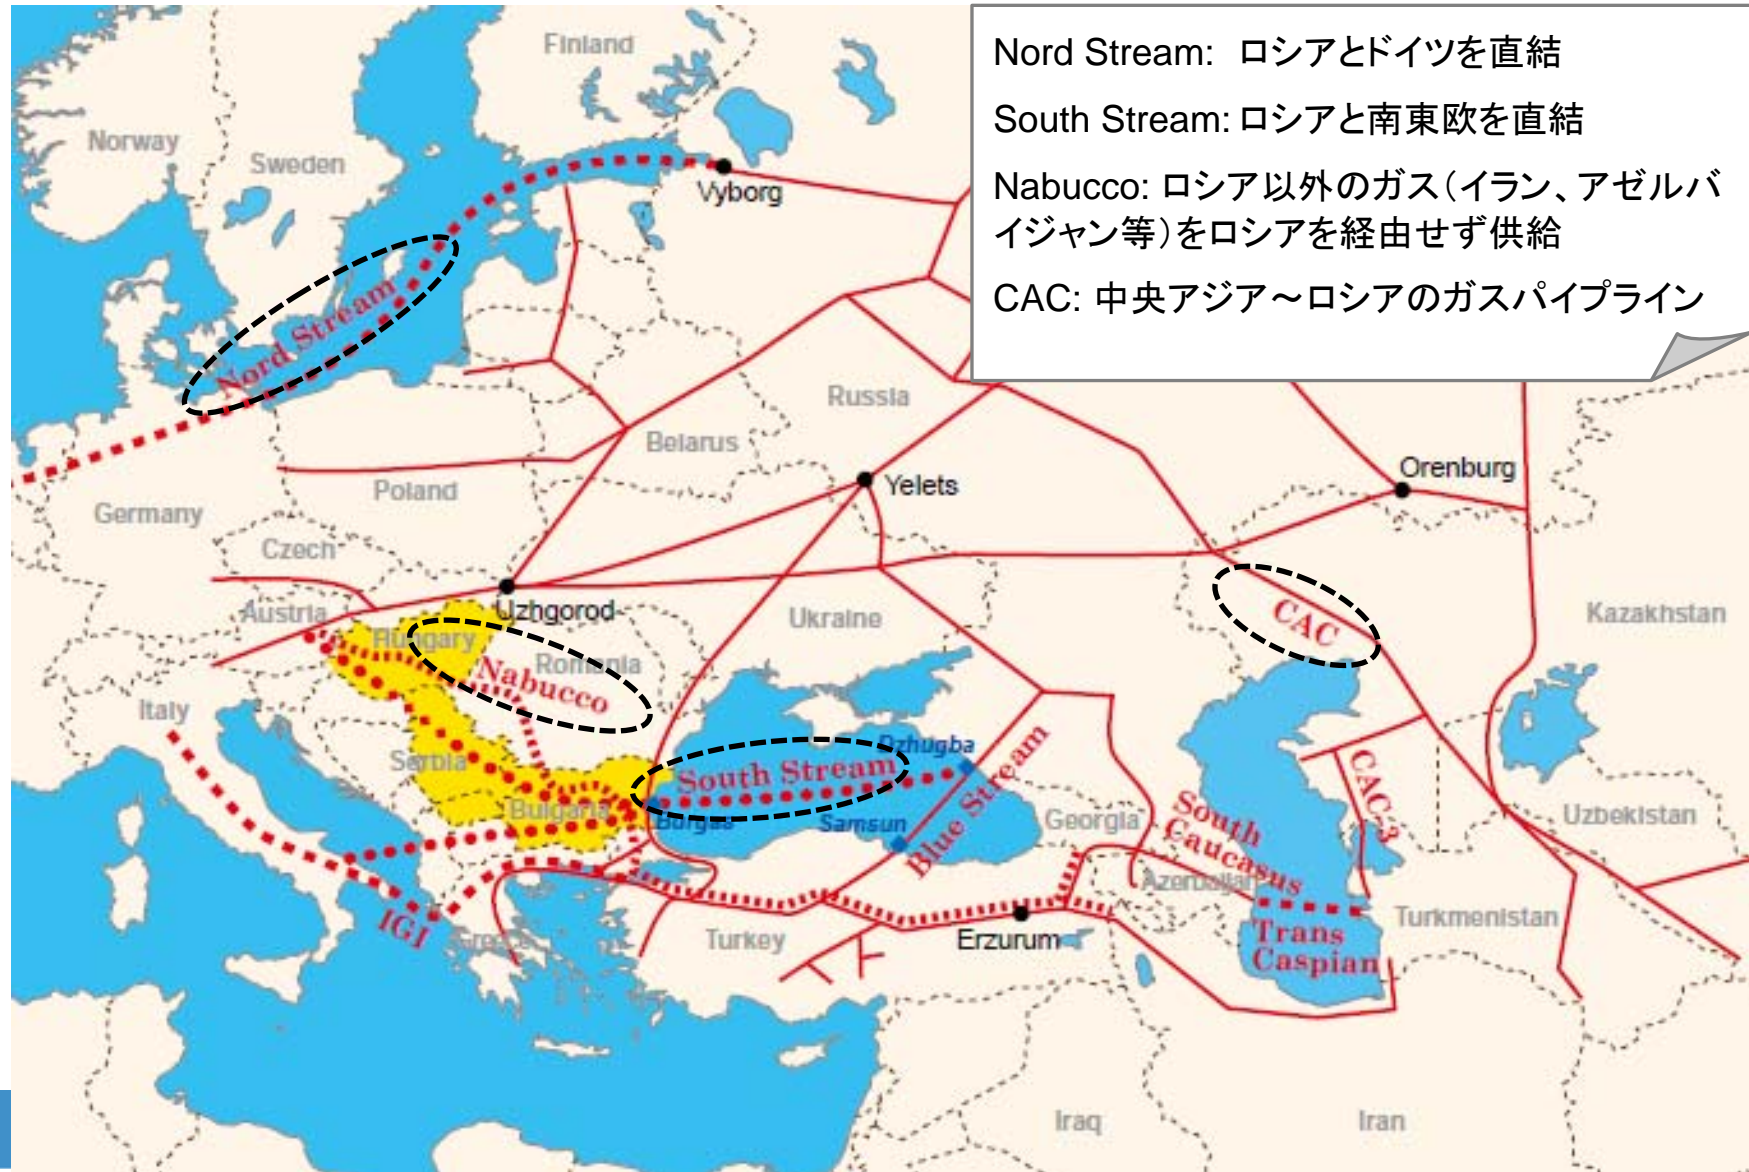 Nord Stream: ロシアとドイツを直結
South Stream: ロシアと南東欧を直結
Nabucco: ロシア以外のガス（イラン、アゼルバ
イジャン等）をロシアを経由せず供給
CAC: 中央アジア～ロシアのガスパイプライン
Finland
Norway
Sweden
Vyborg
Nord Stream
Russia
Belarus
Orenburg
Yelets
Poland
Germany
Czech
Uzhgorod
Austria
Hungary
Ukraine
CAC
Kazakhstan
Romania
Nabucco
Italy
Dzhugba
Serbia
South Stream
Blue Stream
CAC-3
Bulgaria
Burgas
Samsun
Georgia
South
Caucasus
Uzbekistan
Azerbaijan
IGI
Greece
Turkey
Erzurum
Trans
Caspian
Turkmenistan
Iraq
Iran